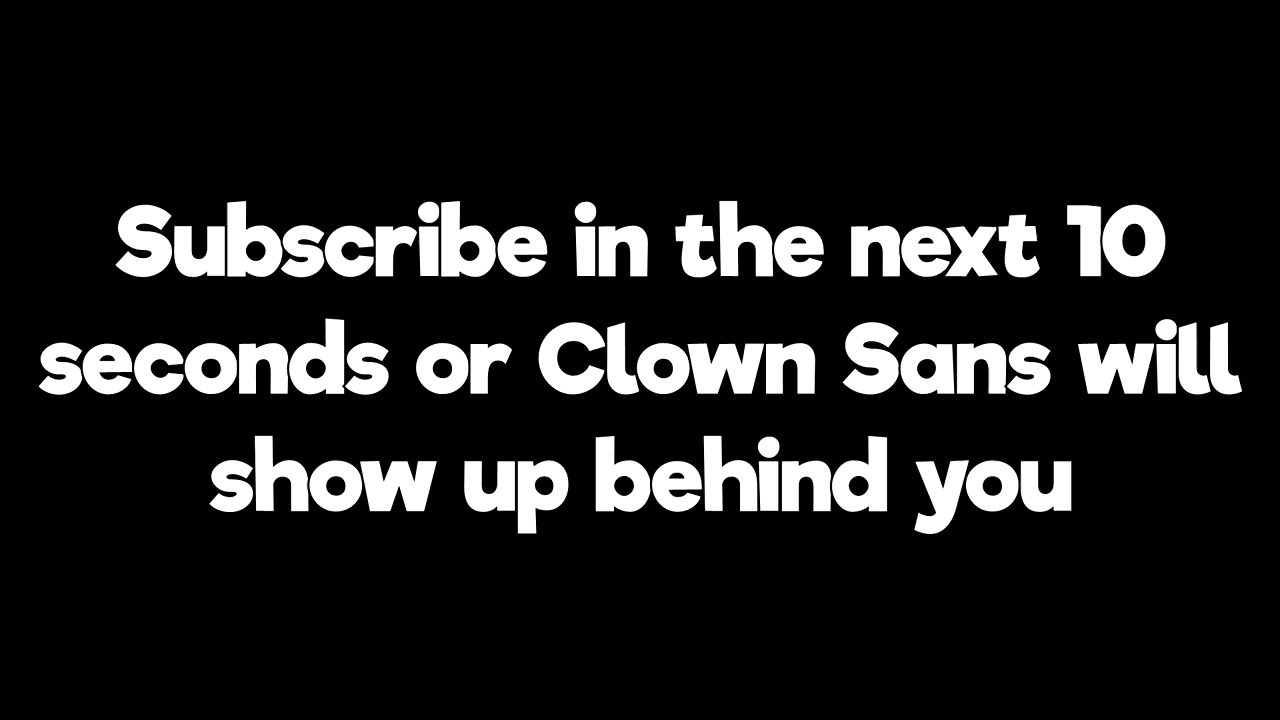 Subscribe in the next 10
seconds or Clown Sans will
show up behind you